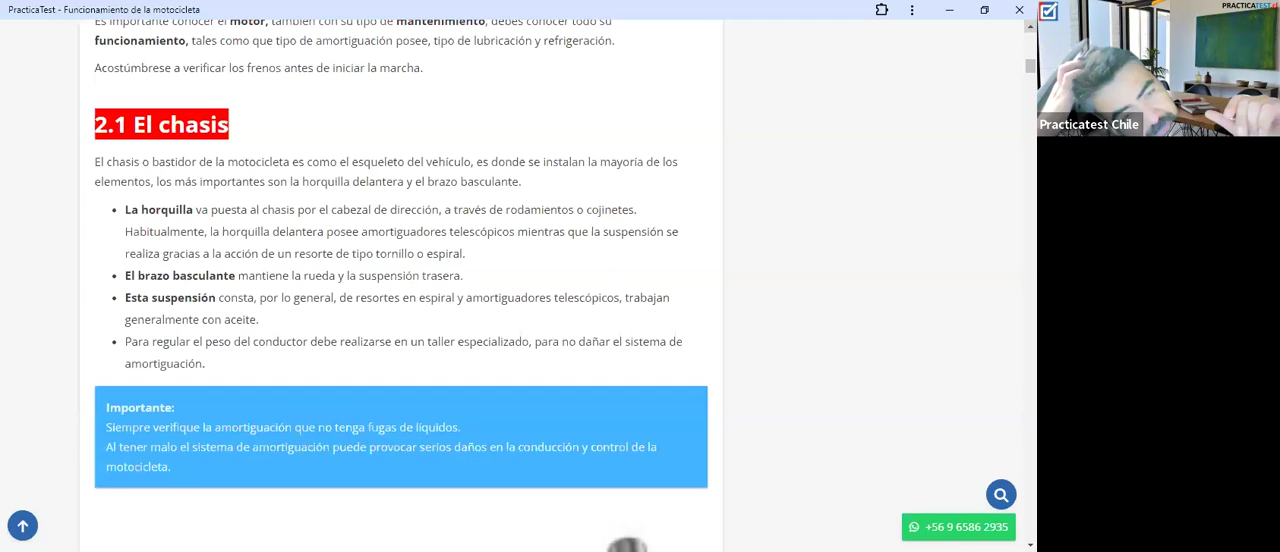 PracticaTest - Funcionamiento de la motocicleta
Es importante conocer el motor, también con su tipo de mantenimiento, debes conocer todo su
funcionamiento, tales como que tipo de amortiguación posee, tipo de lubricación y refrigeración.
Acostúmbrese a verificar los frenos antes de iniciar la marcha.
2.1 El chasis
El chasis o bastidor de la motocicleta es como el esqueleto del vehículo, es donde se instalan la mayoría de los
elementos, los más importantes son la horquilla delantera y el brazo basculante.
• La horquilla va puesta al chasis por el cabezal de dirección, a través de rodamientos o cojinetes.
Habitualmente, la horquilla delantera posee amortiguadores telescópicos mientras que la suspensión se
realiza gracias a la acción de un resorte de tipo tornillo o espiral.
• El brazo basculante mantiene la rueda y la suspensión trasera.
• Esta suspensión consta, por lo general, de resortes en espiral y amortiguadores telescópicos, trabajan
generalmente con aceite.
• Para regular el peso del conductor debe realizarse en un taller especializado, para no dañar el sistema de
amortiguación.
Importante:
Siempre verifique la amortiguación que no tenga fugas de líquidos.
Al tener malo el sistema de amortiguación puede provocar serios daños en la conducción y control de la
motocicleta.
+56 9 6586 2935
PRACTICATEST
Practicatest Chile